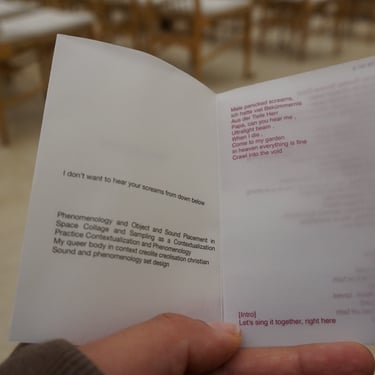 I don't want to hear your screams from down below
Phenomenology and Object and Sound Placement in
Space Collage and Sampling as a Contextualization
Practice Contextualization and Phenomenology
My queer body in context creolite creolisation christian
Sound and phenomenology set design
Male panicked screams,
Ich hatte viel Bekümmernis
Aus der Tiefe Herr
Papa, can you hear me ,
Ultralight beam ,
When I die ,
Come to my garden
In heaven everything is fine
Crawl into the void
[Intro]
Let's sing it together, right here